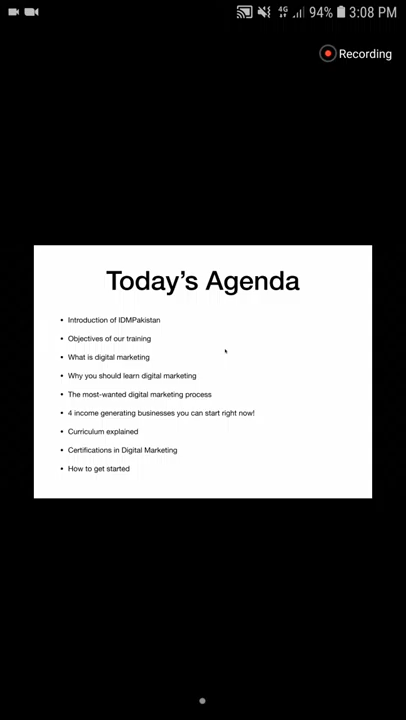 4G 94% 3:08 PM
Recording
Today's Agenda
• Introduction of IDMPakistan
• Objectives of our training
• What is digital marketing
• Why you should learn digital marketing
• The most-wanted digital marketing process
• 4 income generating businesses you can start right now!
• Curriculum explained
• Certifications in Digital Marketing
• How to get started